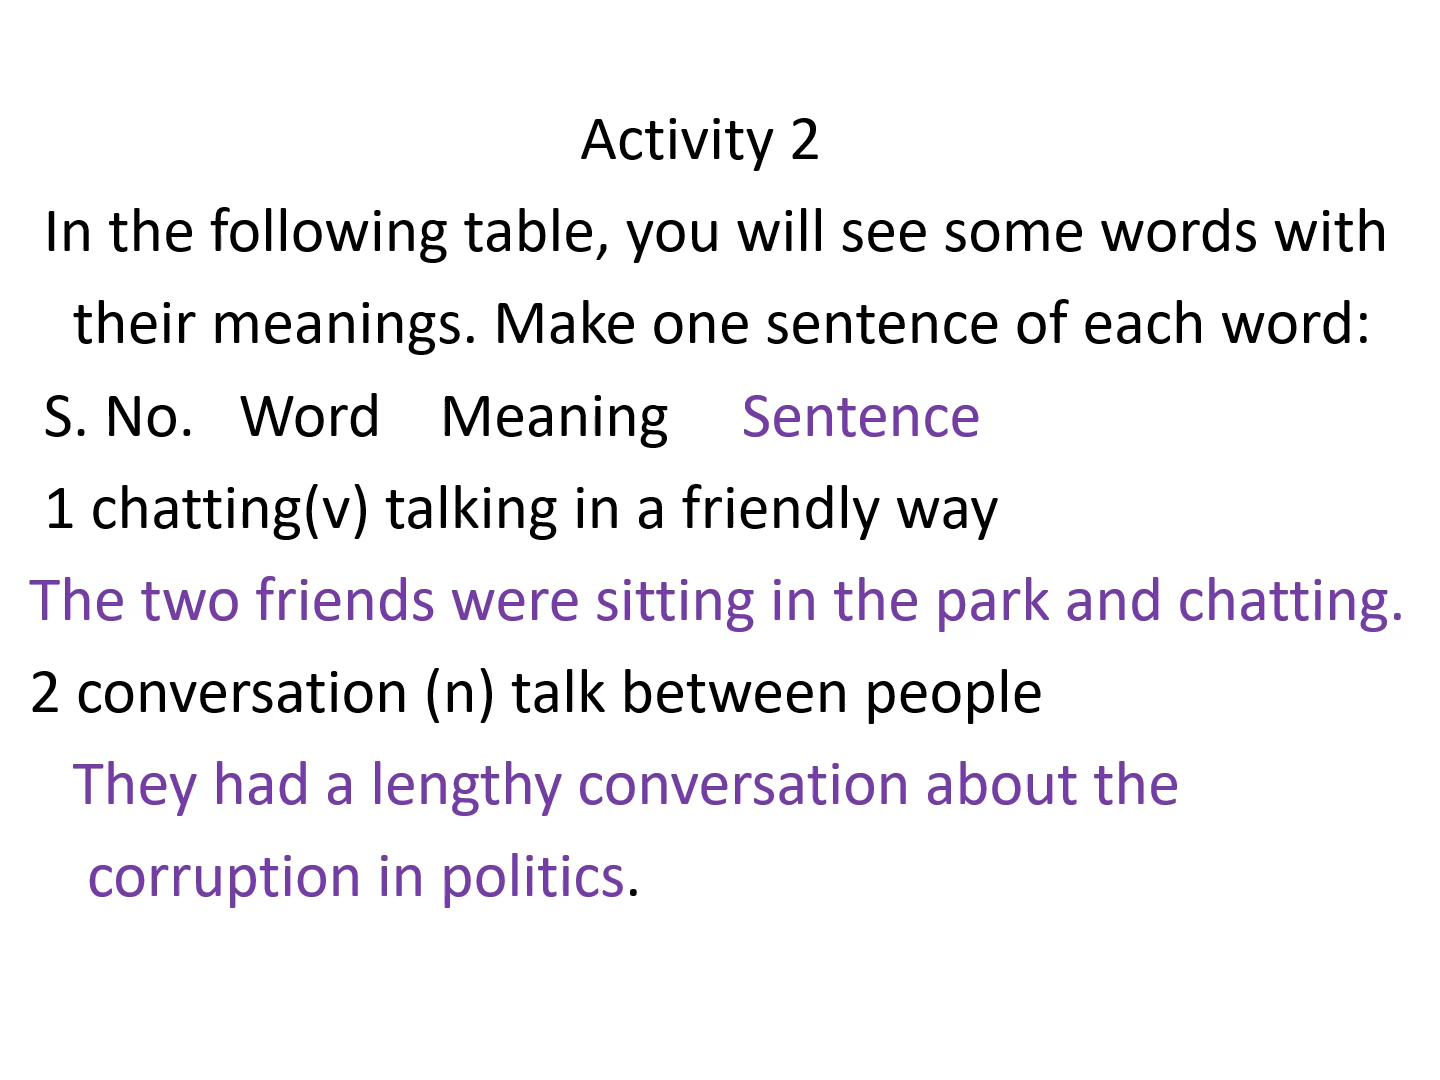 Activity 2
In the following table, you will see some words with
their meanings. Make one sentence of each word:
S. No. Word Meaning Sentence
1 chatting(v) talking in a friendly way
The two friends were sitting in the park and chatting.
2 conversation (n) talk between people
They had a lengthy conversation about the
corruption in politics.